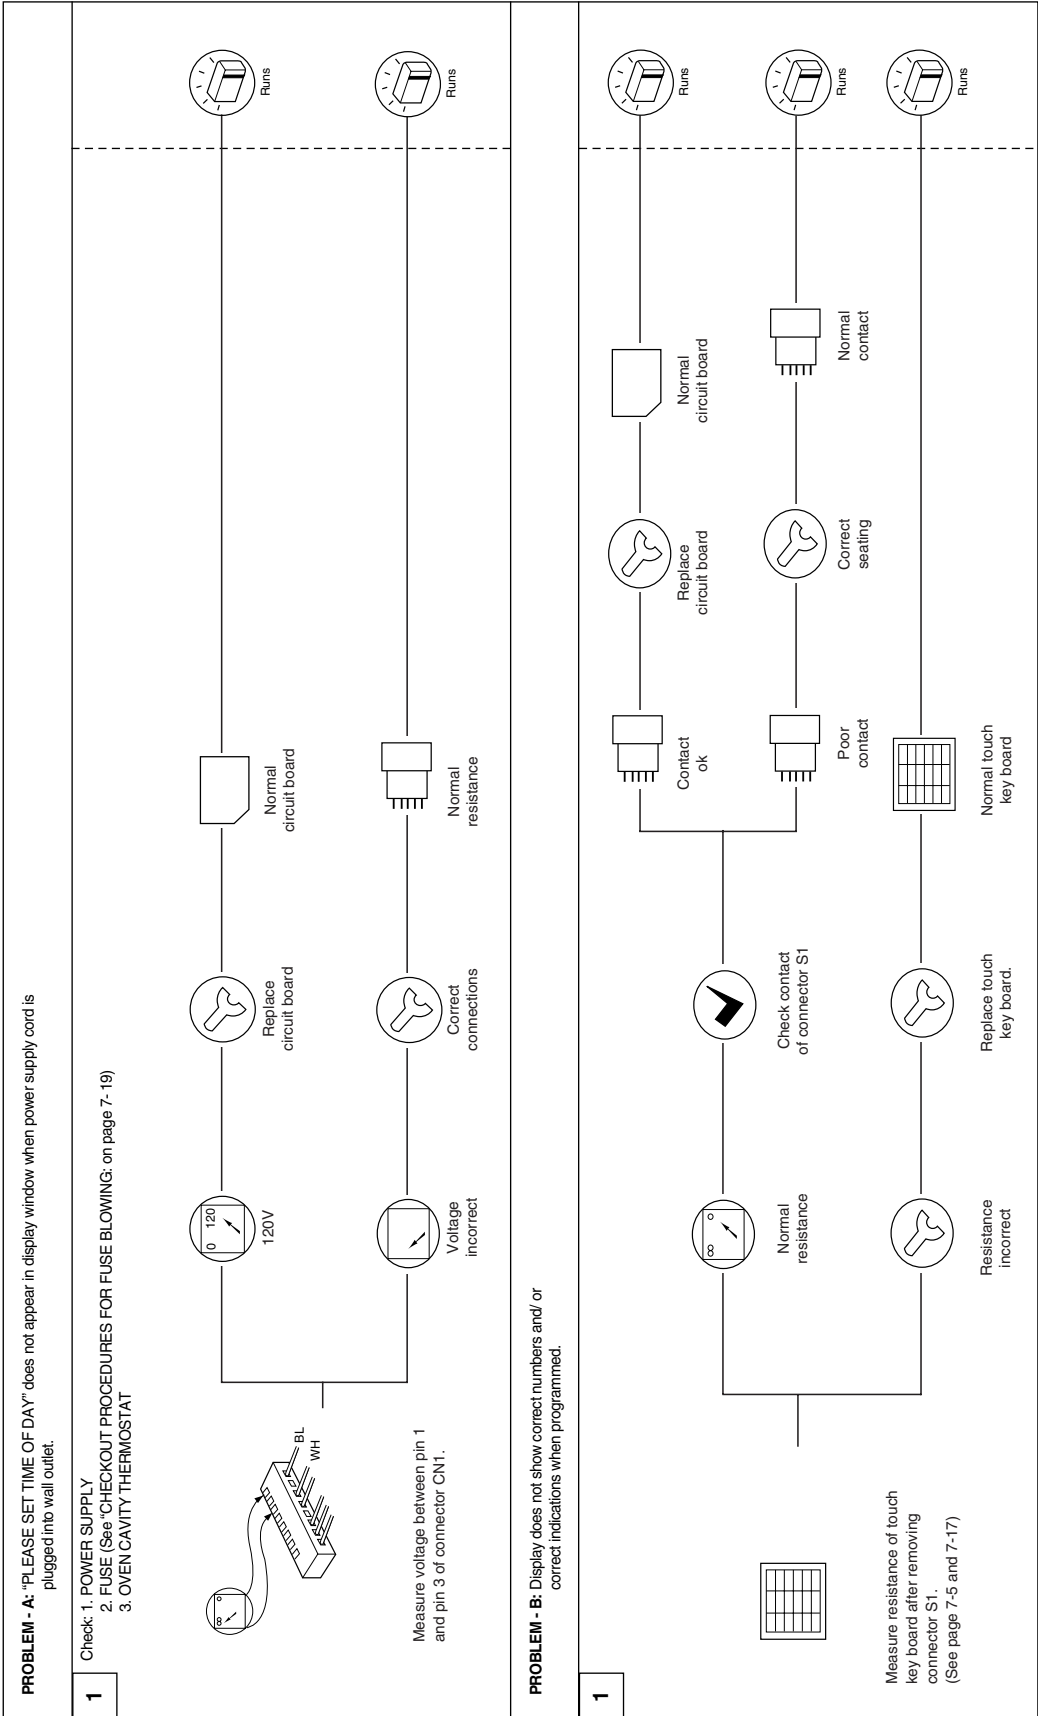 PROBLEM - A: “PLEASE SET TIME OF DAY” does not appear in display window when power supply cord is
plugged into wall outlet.
1
Check: 1. POWER SUPPLY
2. FUSE (See “CHECKOUT PROCEDURES FOR FUSE BLOWING: on page 7-19)
3. OVEN CAVITY THERMOSTAT
BL
WH
∞ 0
Measure voltage between pin 1
and pin 3 of connector CN1.
0 120
120V
Replace
circuit board
Normal
circuit board
Runs
Voltage
incorrect
Correct
connections
Normal
resistance
Runs
PROBLEM - B: Display does not show correct numbers and/ or
correct indications when programmed.
1
Measure resistance of touch
key board after removing
connector S1.
(See page 7-5 and 7-17)
∞ 0
Normal
resistance
Check contact
of connector S1
Contact
ok
Replace
circuit board
Normal
circuit board
Runs
Poor
contact
Correct
seating
Normal
contact
Runs
Resistance
incorrect
Replace touch
key board.
Normal touch
key board
Runs